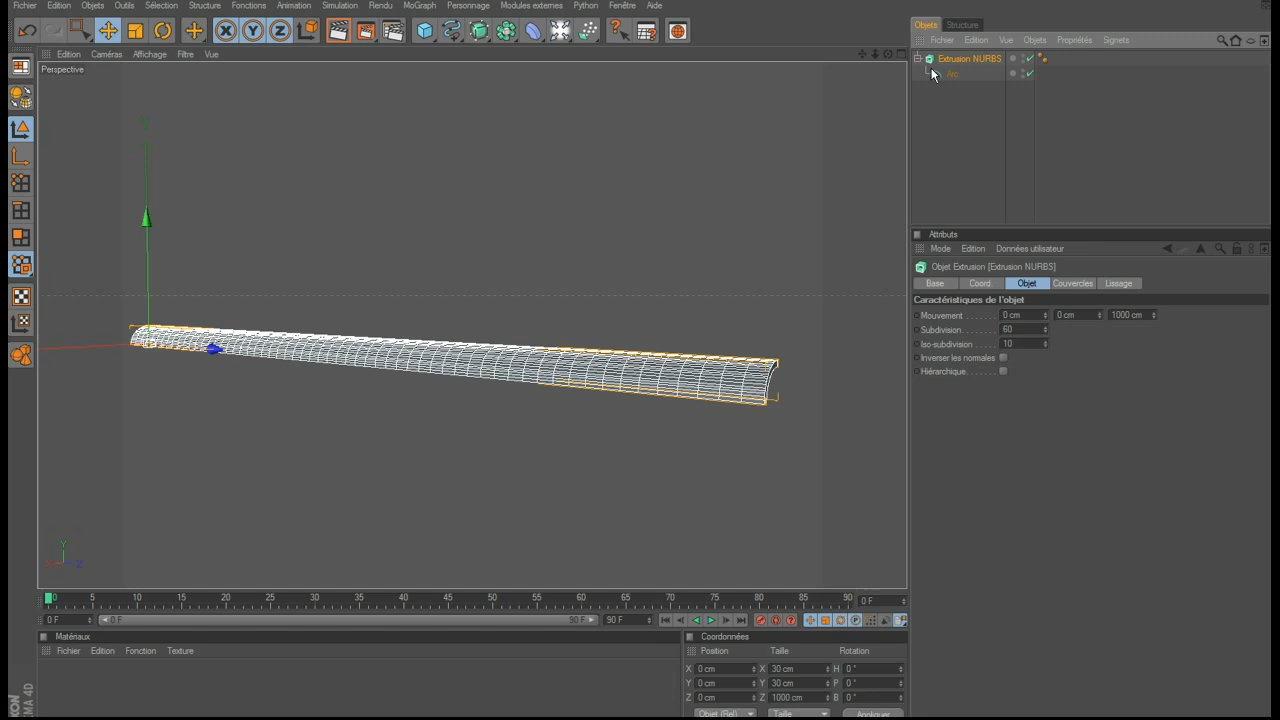 Fichier Edition Objets Outils Sélection Structure Fonctions Animation Simulation Rendu MoGraph Personnage Modules externes Python Fenêtre Aide
Objets Structure
Fichier Edition Vue Objets Propriétés Signets
Edition Caméras Affichage Filtre Vue
Perspective
Extrusion NURBS
Arc
Attributs
Mode Edition Données utilisateur
Objet Extrusion [Extrusion NURBS]
Base Coord. Objet Couvercles Lissage
Caractéristiques de l'objet
Mouvement 0 cm 0 cm 1000 cm
Subdivision 60
Iso-subdivision 10
Inverser les normales
Hiérarchique
Y
X Z
0 5 10 15 20 25 30 35 40 45 50 55 60 65 70 75 80 85 90 0 F
0 F 0 F 90 F 90 F
Matériaux
Fichier Edition Fonction Texture
Coordonnées
Position Taille Rotation
X 0 cm X 30 cm H 0 °
Y 0 cm Y 30 cm P 0 °
Z 0 cm Z 1000 cm B 0 °
Objet (Rel) Taille Appliquer